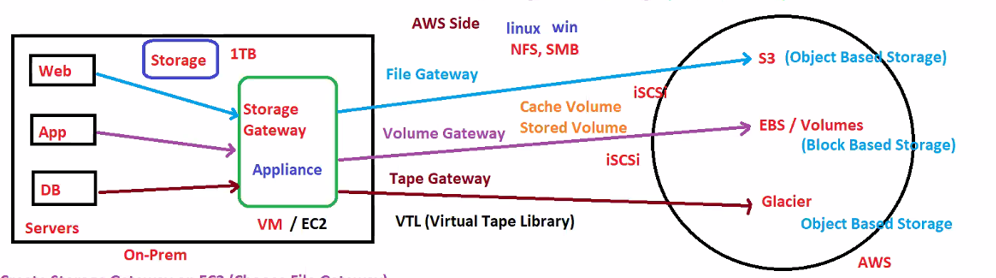 AWS Side
linux win
NFS, SMB
Storage
1TB
Web
App
DB
Servers
Storage
Gateway
Appliance
VM / EC2
On-Prem
File Gateway
iSCSi
Cache Volume
Stored Volume
Volume Gateway
iSCSi
Tape Gateway
VTL (Virtual Tape Library)
S3 (Object Based Storage)
EBS / Volumes
(Block Based Storage)
Glacier
Object Based Storage
AWS